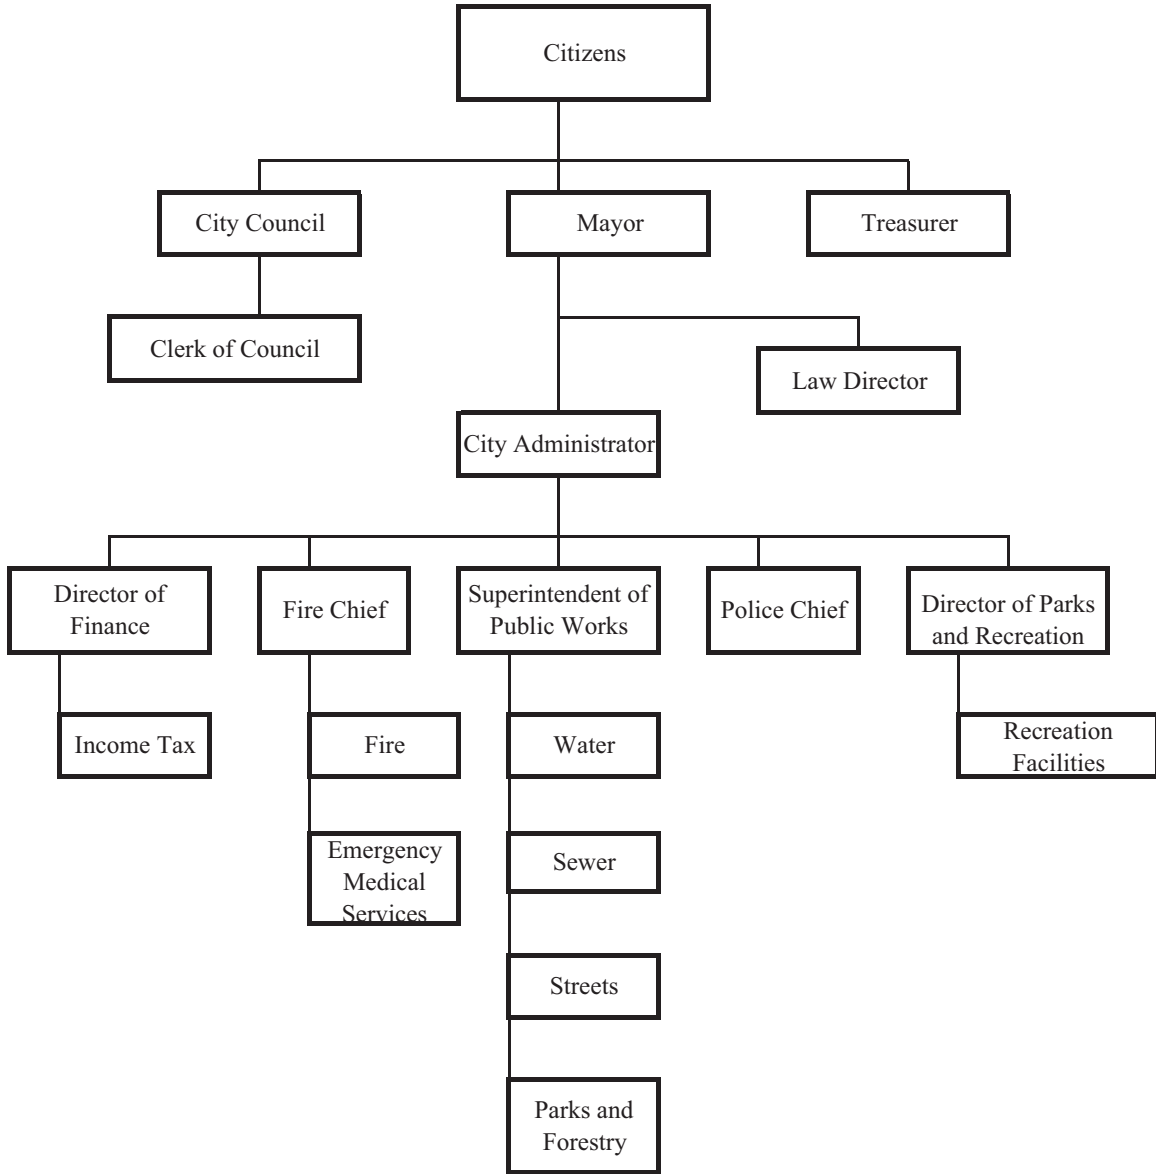 Citizens
City Council
Mayor
Treasurer
Clerk of Council
Law Director
City Administrator
Director of
Finance
Fire Chief
Superintendent of
Public Works
Police Chief
Director of Parks
and Recreation
Income Tax
Fire
Water
Recreation
Facilities
Emergency
Medical
Services
Sewer
Streets
Parks and
Forestry